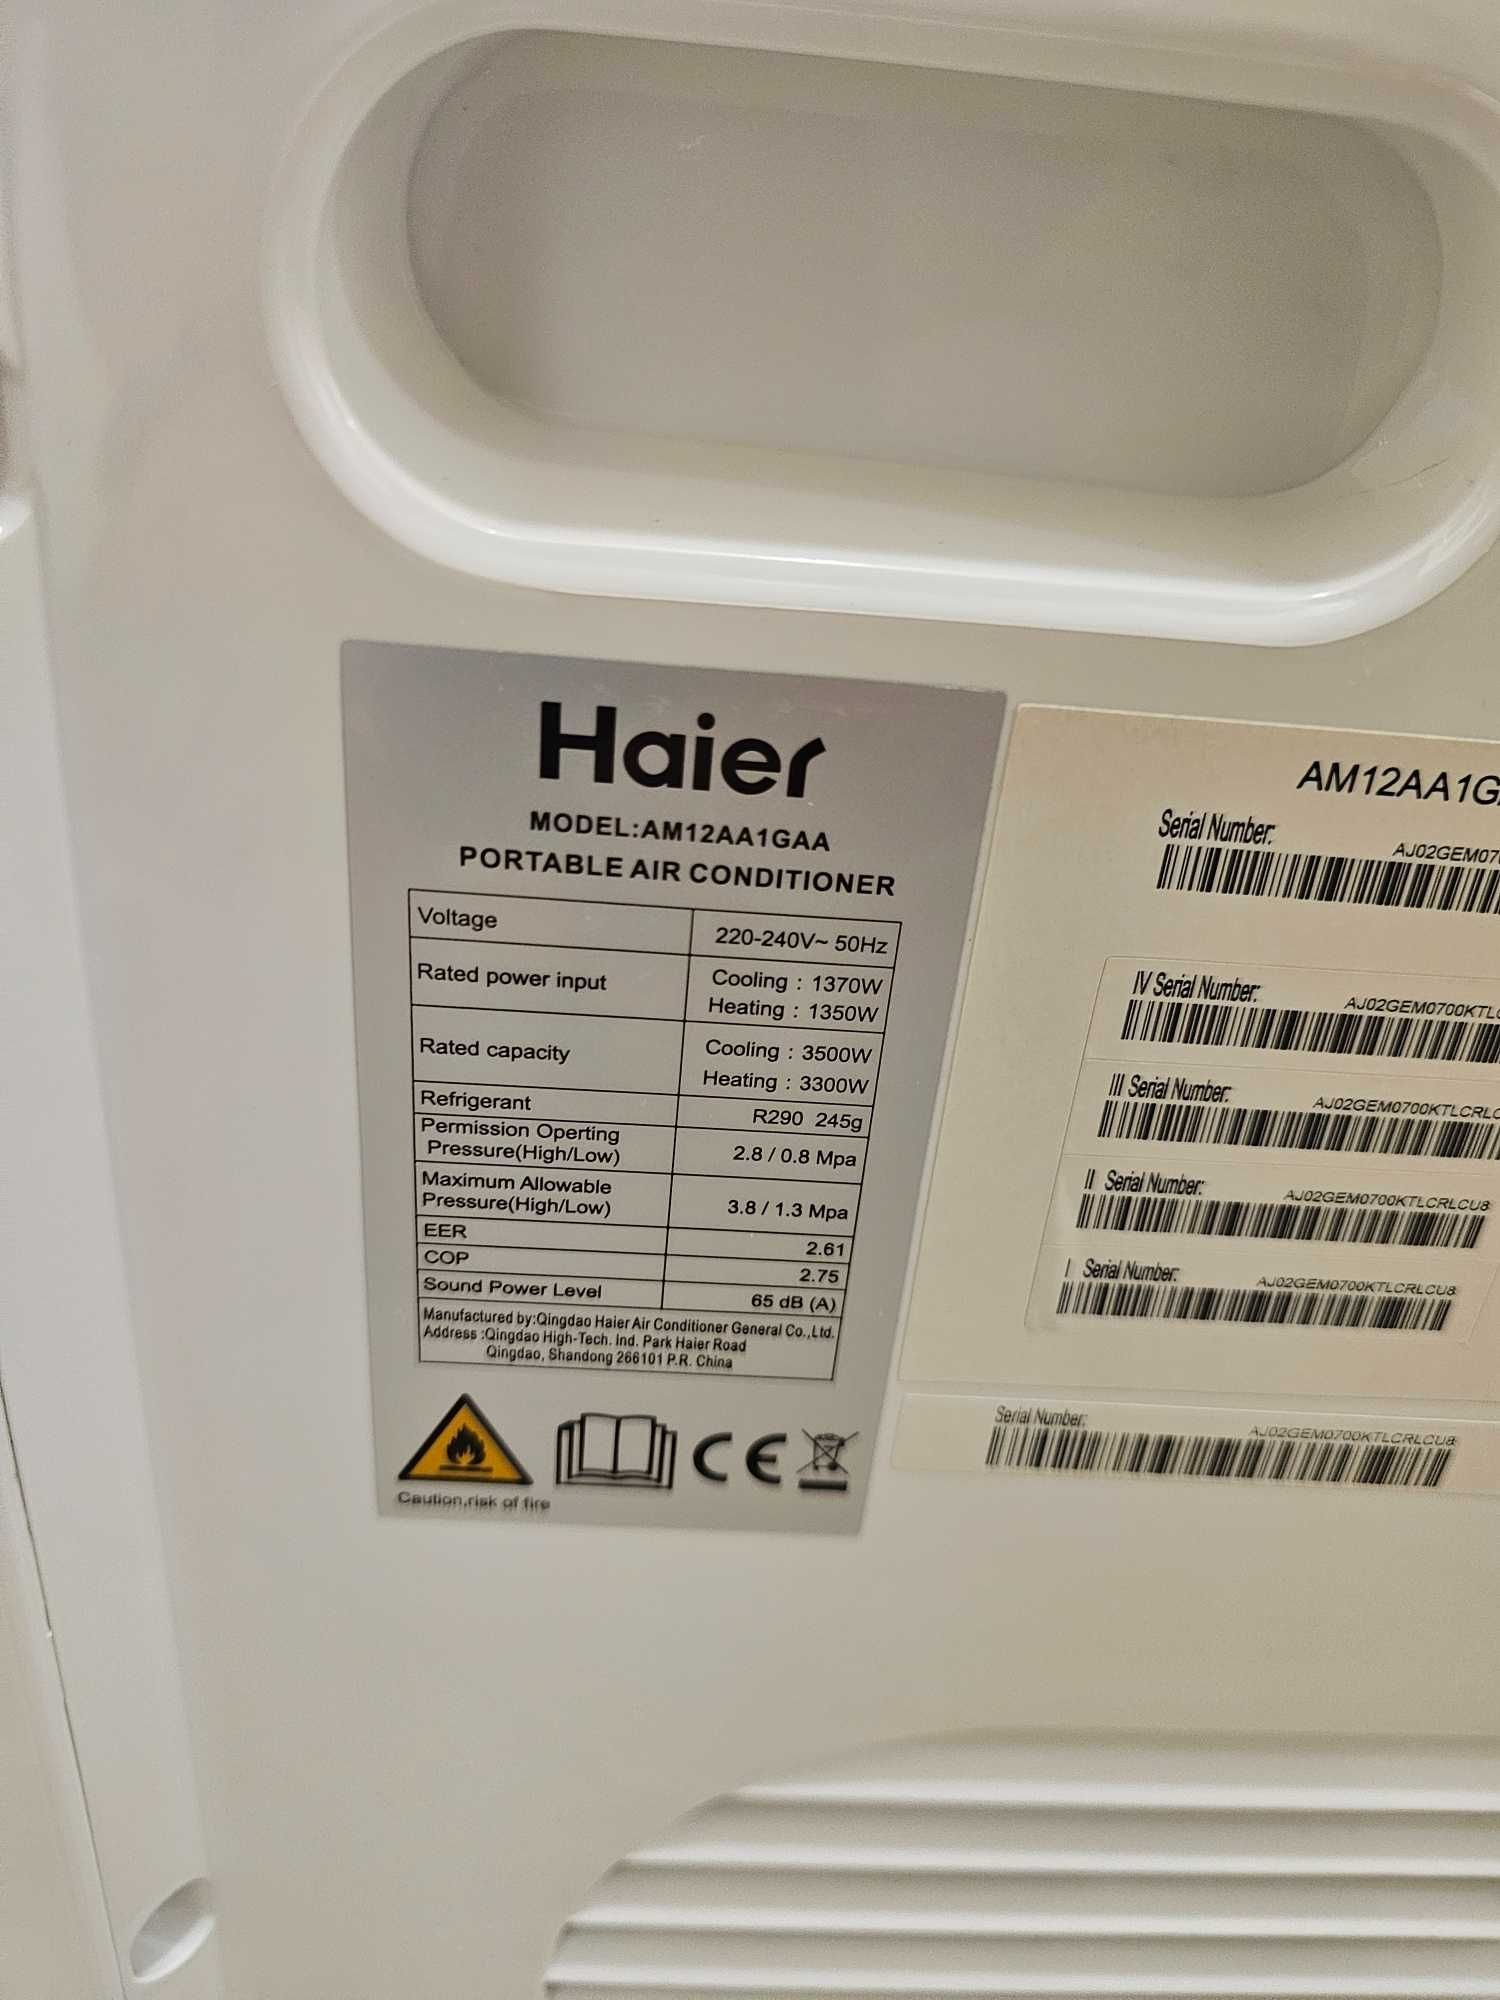 Haier
MODEL:AM12AA1GAA
PORTABLE AIR CONDITIONER
Voltage 220-240V~ 50Hz
Rated power input Cooling : 1370W
Heating : 1350W
Rated capacity Cooling : 3500W
Heating : 3300W
Refrigerant R290 245g
Permission Operting
Pressure(High/Low) 2.8 / 0.8 Mpa
Maximum Allowable
Pressure(High/Low) 3.8 / 1.3 Mpa
EER 2.61
COP 2.75
Sound Power Level 65 dB (A)
Manufactured by:Qingdao Haier Air Conditioner General Co.,Ltd.
Address :Qingdao High-Tech. Ind. Park Haier Road
Qingdao, Shandong 266101 P.R. China
Caution,risk of fire
CE
AM12AA1G
Serial Number:
AJ02GEM07
IV Serial Number:
AJ02GEM0700KTL
III Serial Number:
AJ02GEM0700KTLCRLC
II Serial Number:
AJ02GEM0700KTLCRLCU8
I Serial Number:
AJ02GEM0700KTLCRLCU8
Serial Number:
AJ02GEM0700KTLCRLCU8